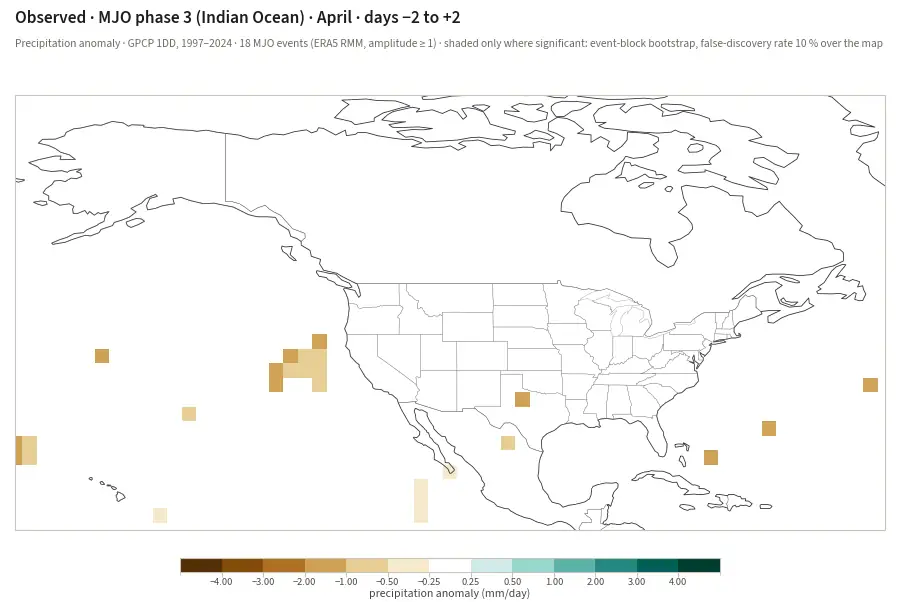 Observed · MJO phase 3 (Indian Ocean) · April · days −2 to +2
Precipitation anomaly · GPCP 1DD, 1997–2024 · 18 MJO events (ERA5 RMM, amplitude ≥ 1) · shaded only where significant: event-block bootstrap, false-discovery rate 10 % over the map
−4.00 −3.00 −2.00 −1.00 −0.50 −0.25 0.25 0.50 1.00 2.00 3.00 4.00
precipitation anomaly (mm/day)